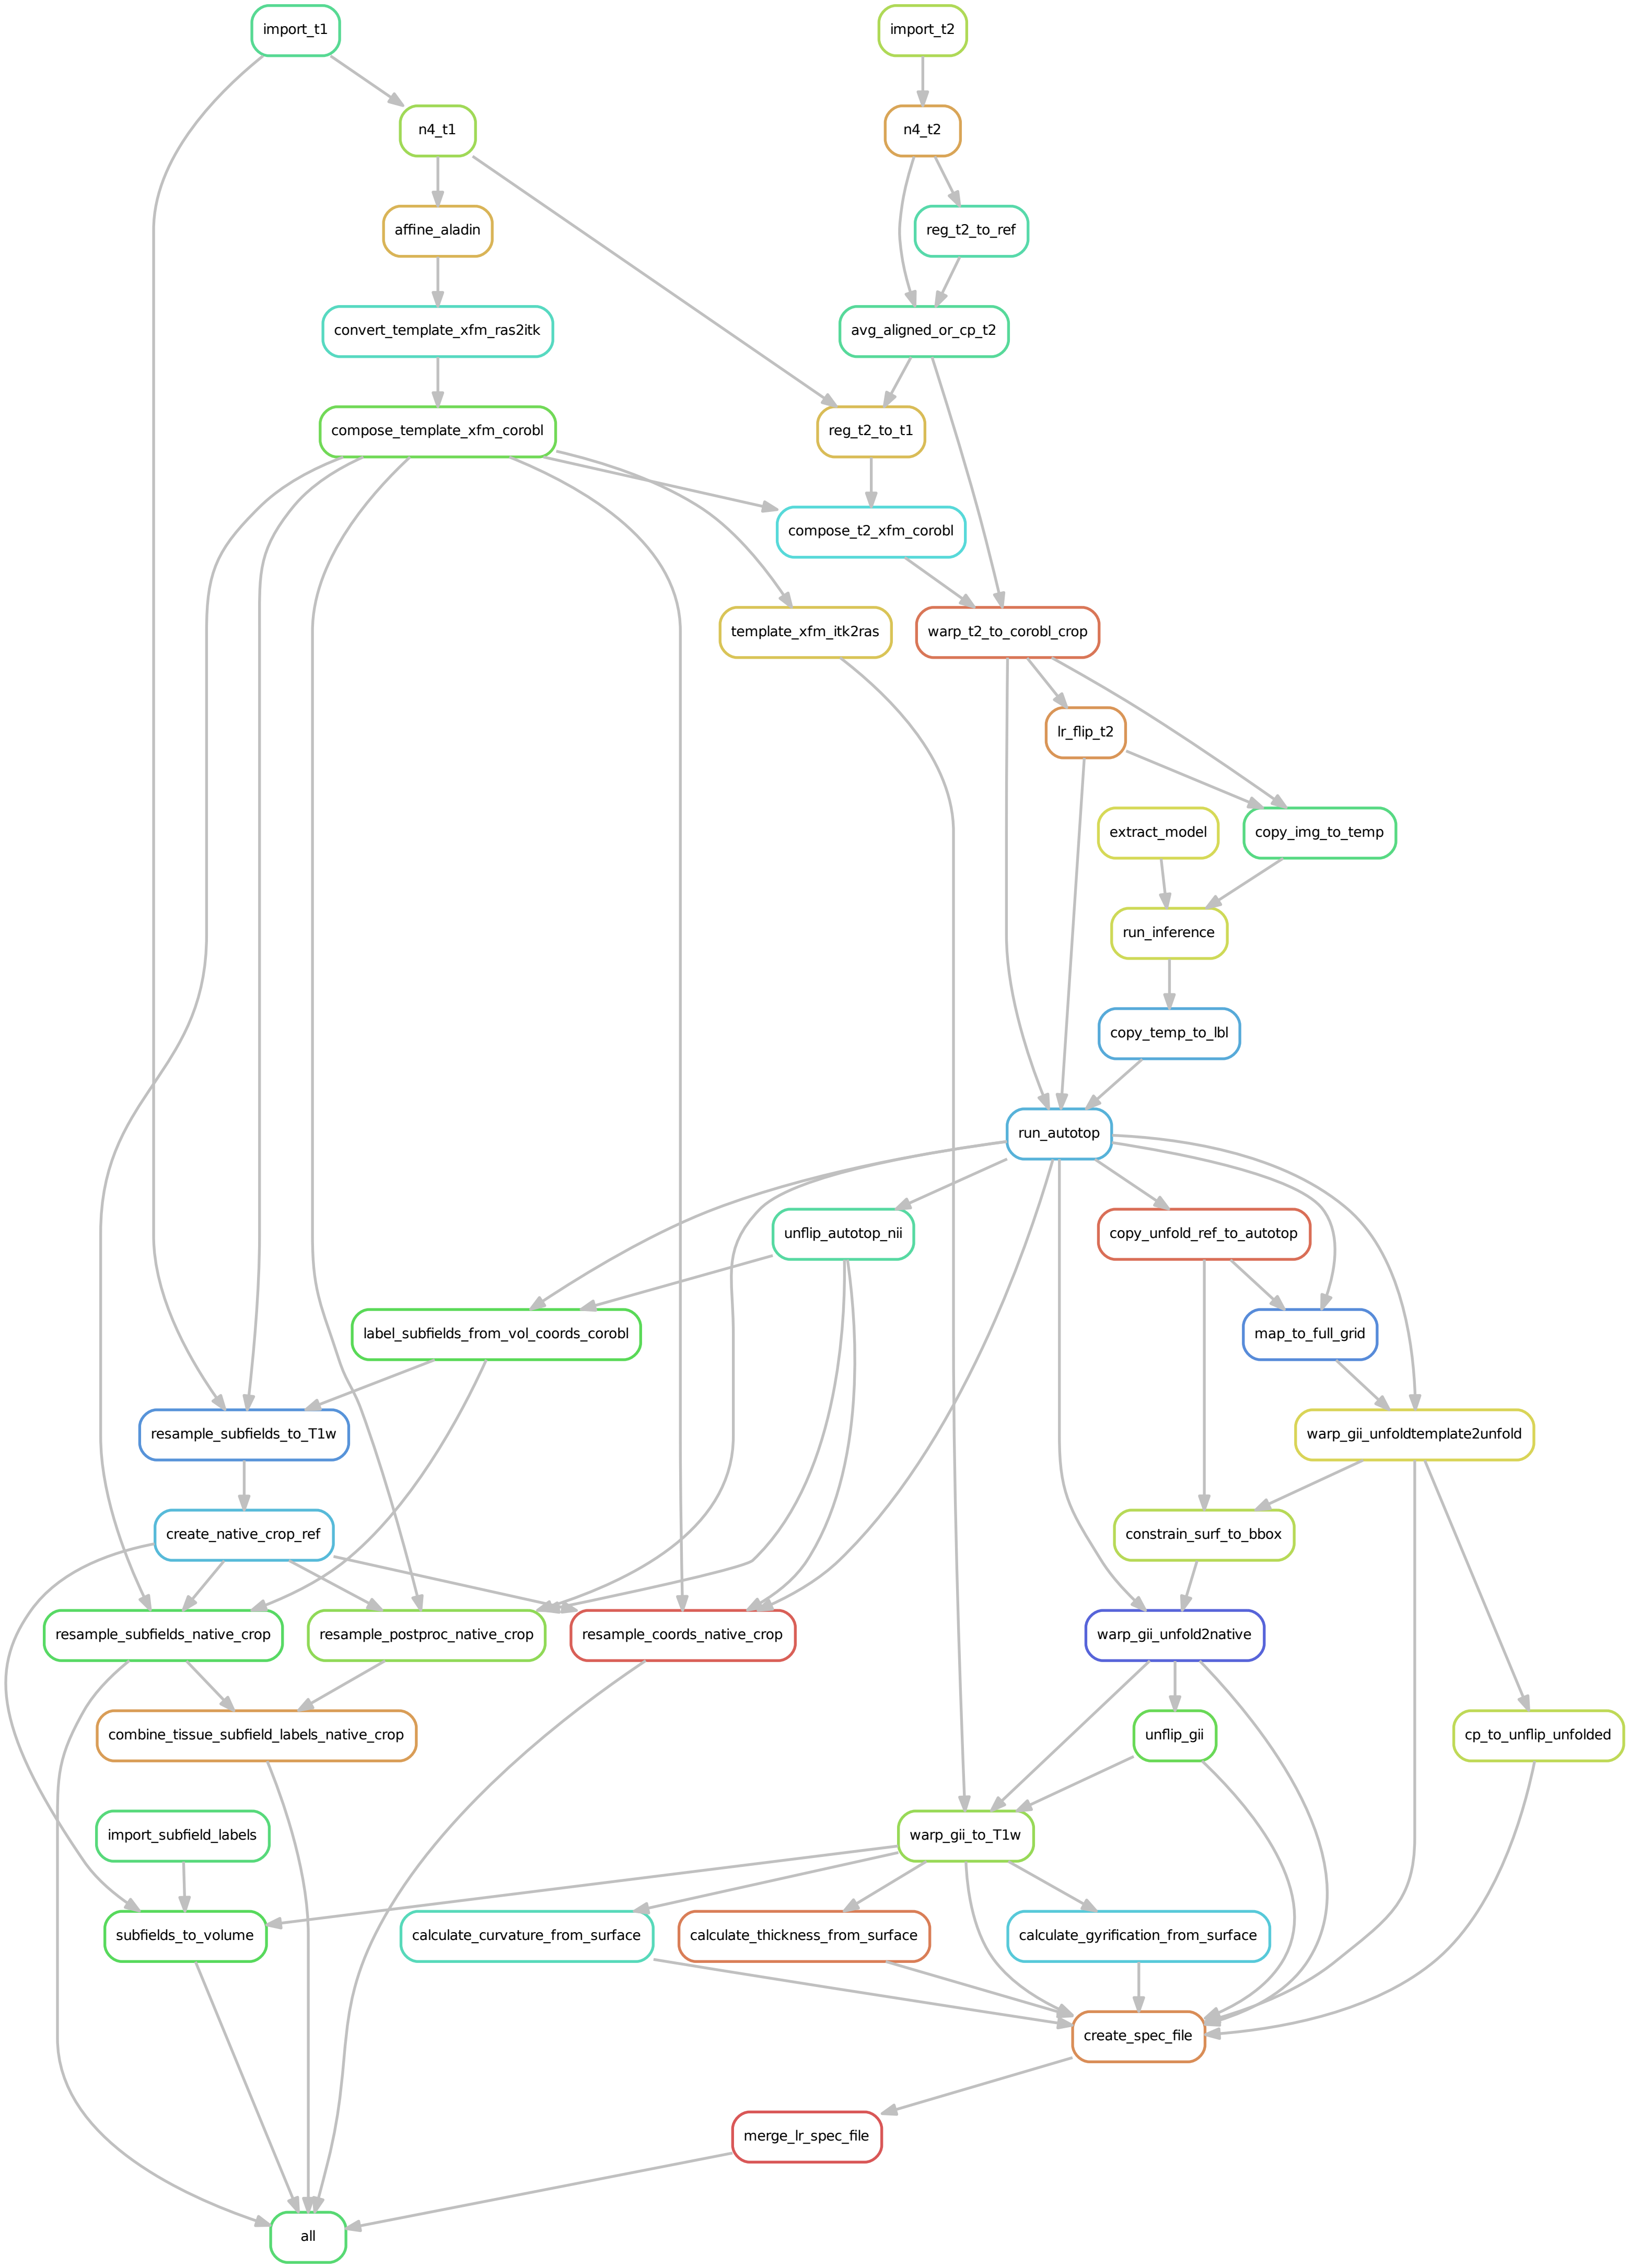 import_t1
import_t2
n4_t1
n4_t2
affine_aladin
reg_t2_to_ref
convert_template_xfm_ras2itk
avg_aligned_or_cp_t2
compose_template_xfm_corobl
reg_t2_to_t1
compose_t2_xfm_corobl
template_xfm_itk2ras
warp_t2_to_corobl_crop
lr_flip_t2
extract_model
copy_img_to_temp
run_inference
copy_temp_to_lbl
run_autotop
unflip_autotop_nii
copy_unfold_ref_to_autotop
label_subfields_from_vol_coords_corobl
map_to_full_grid
resample_subfields_to_T1w
warp_gii_unfoldtemplate2unfold
create_native_crop_ref
constrain_surf_to_bbox
resample_subfields_native_crop
resample_postproc_native_crop
resample_coords_native_crop
warp_gii_unfold2native
combine_tissue_subfield_labels_native_crop
unflip_gii
cp_to_unflip_unfolded
import_subfield_labels
warp_gii_to_T1w
subfields_to_volume
calculate_curvature_from_surface
calculate_thickness_from_surface
calculate_gyrification_from_surface
create_spec_file
merge_lr_spec_file
all